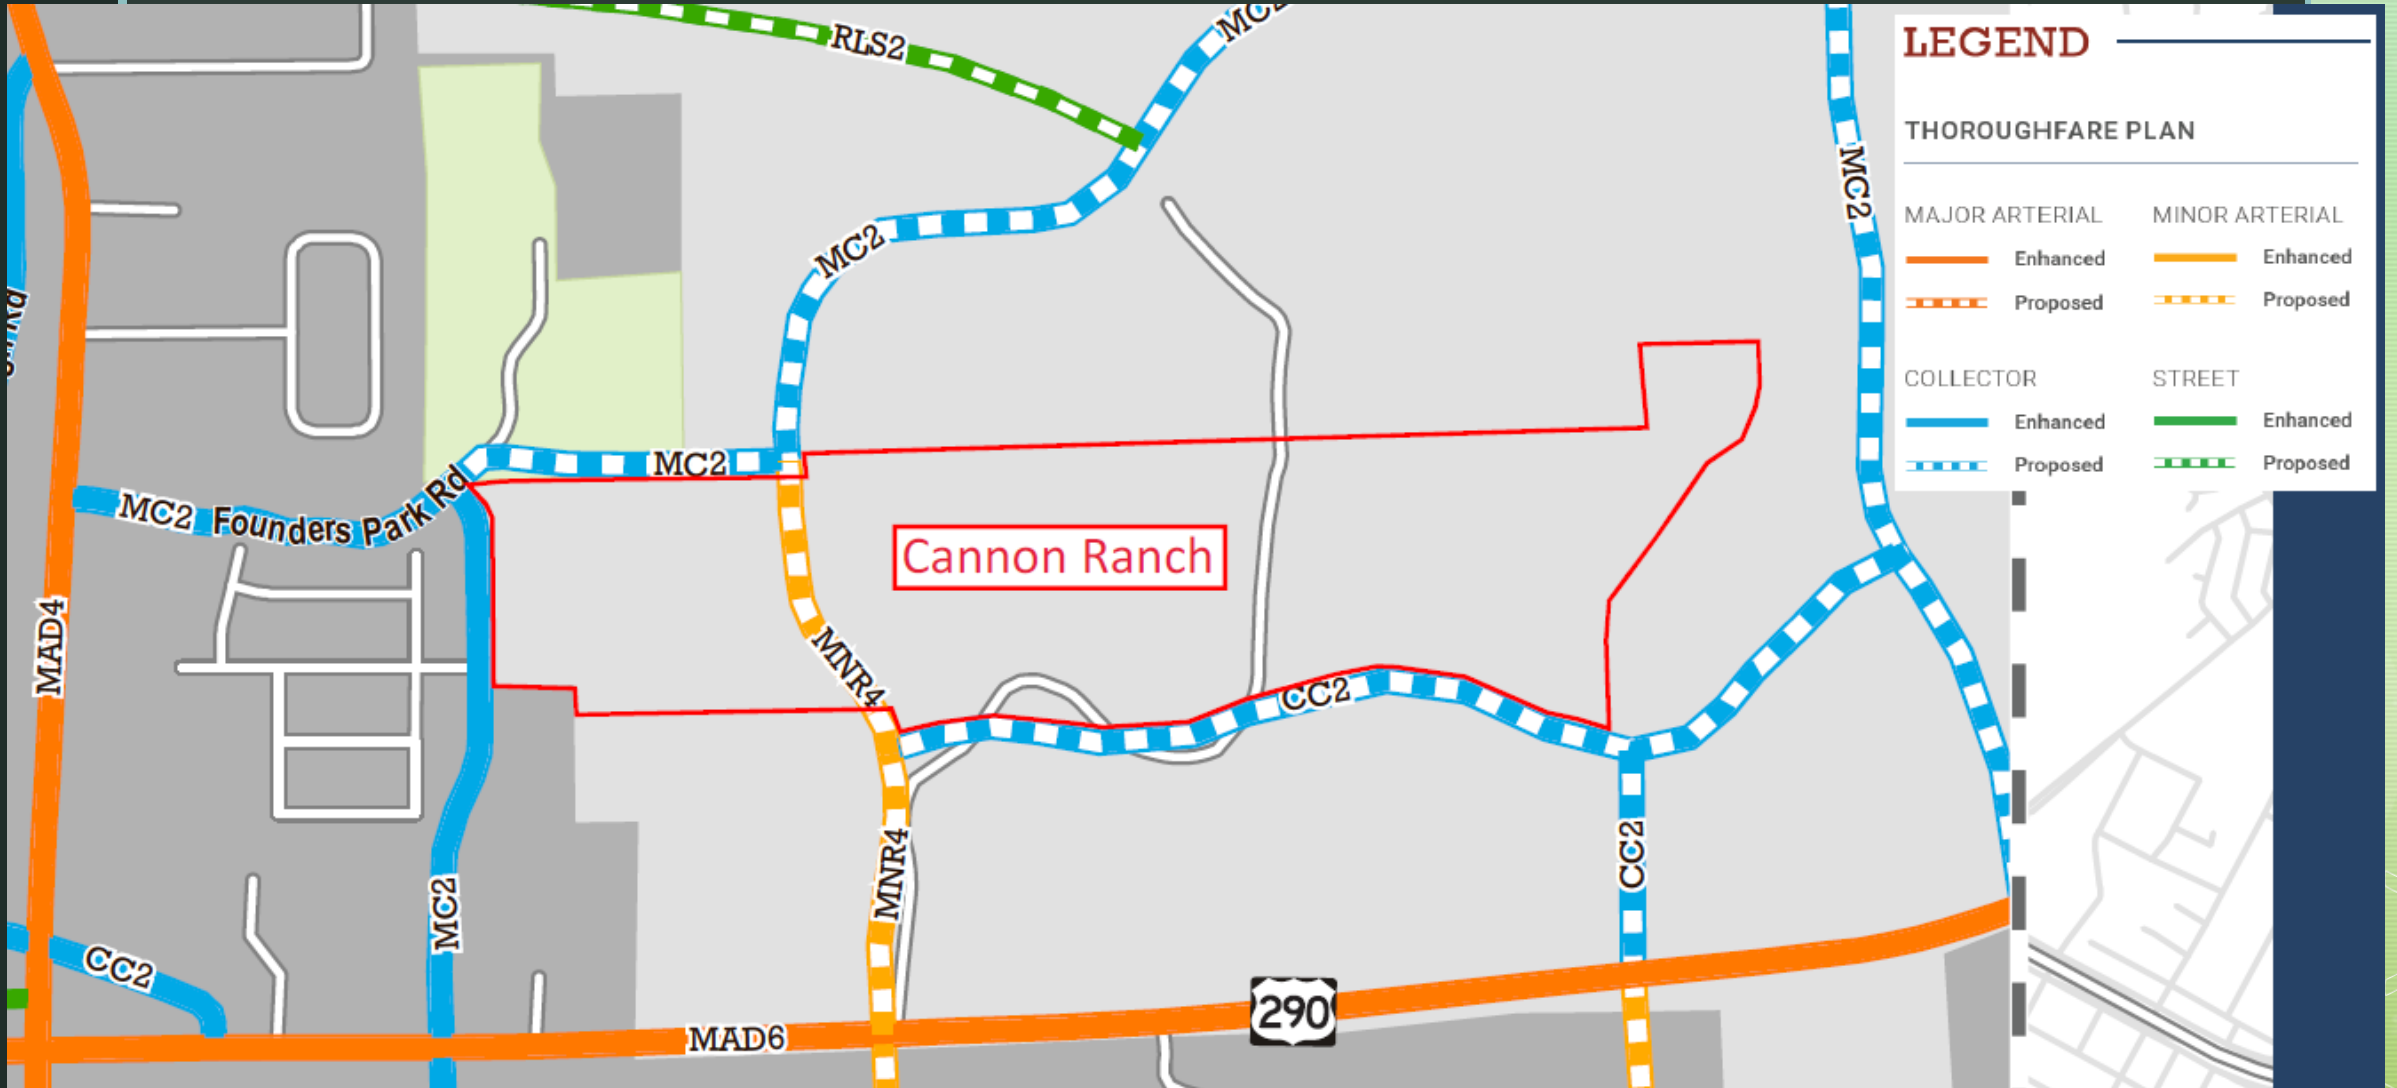 RLS2
MC2
MC2
MC2
MC2
MC2
Founders Park Rd
Rd
MAD4
Cannon Ranch
MNR4
CC2
MNR4
CC2
MC2
CC2
MAD6
290
LEGEND
THOROUGHFARE PLAN
MAJOR ARTERIAL
Enhanced
Proposed
MINOR ARTERIAL
Enhanced
Proposed
COLLECTOR
Enhanced
Proposed
STREET
Enhanced
Proposed